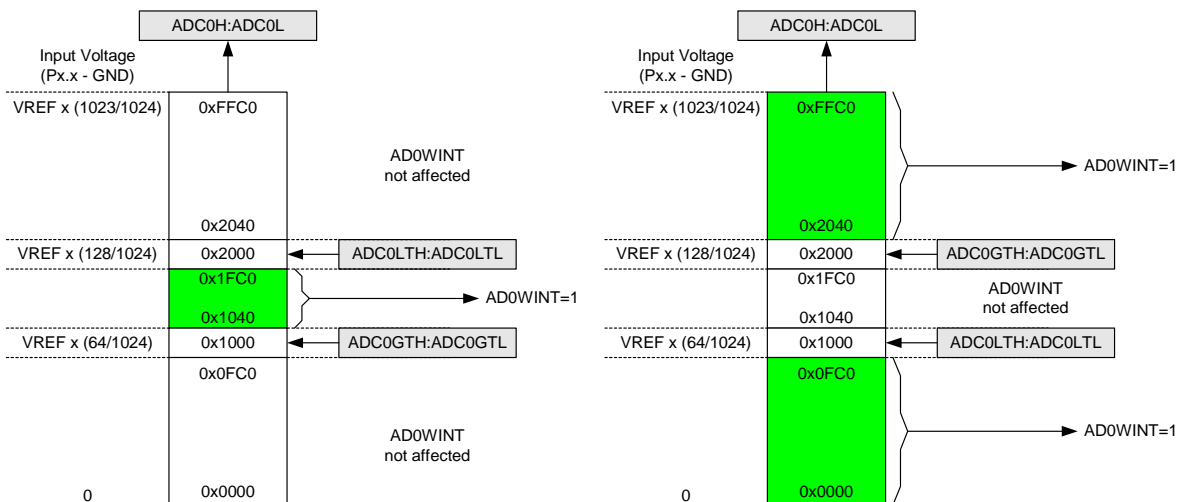 ADC0H:ADC0L
Input Voltage
(Px.x - GND)
VREF x (1023/1024)
0xFFC0
AD0WINT
not affected
0x2040
VREF x (128/1024)
0x2000
ADC0LTH:ADC0LTL
0x1FC0
AD0WINT=1
0x1040
VREF x (64/1024)
0x1000
ADC0GTH:ADC0GTL
0x0FC0
AD0WINT
not affected
0
0x0000
ADC0H:ADC0L
Input Voltage
(Px.x - GND)
VREF x (1023/1024)
0xFFC0
AD0WINT=1
0x2040
VREF x (128/1024)
0x2000
ADC0GTH:ADC0GTL
0x1FC0
AD0WINT
not affected
0x1040
VREF x (64/1024)
0x1000
ADC0LTH:ADC0LTL
0x0FC0
AD0WINT=1
0
0x0000